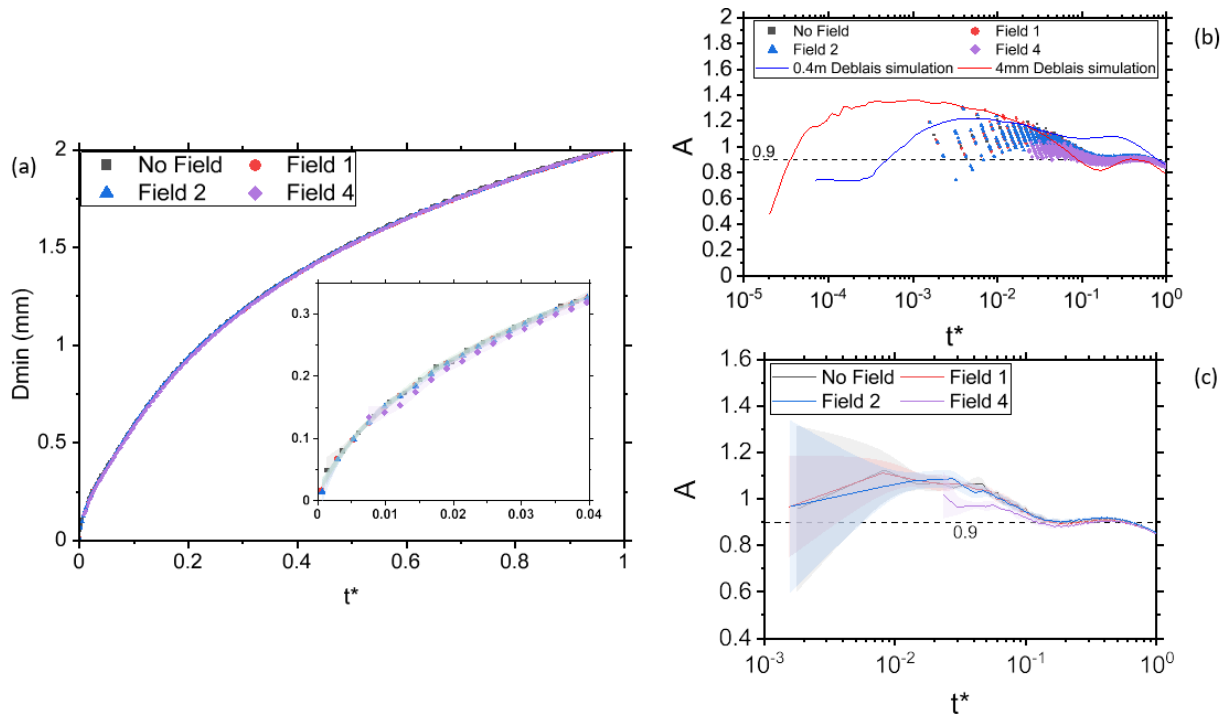 (a)
No Field
Field 1
Field 2
Field 4
Dmin (mm)
2
1.5
1
0.5
0
0
0.2
0.4
0.6
0.8
1
t*
0.3
0.2
0.1
0
0
0.01
0.02
0.03
0.04
(b)
No Field
Field 1
Field 2
Field 4
0.4m Deblais simulation
4mm Deblais simulation
A
2
1.8
1.6
1.4
1.2
1
0.8
0.6
0.4
0.2
0
0.9
10⁻⁵
10⁻⁴
10⁻³
10⁻²
10⁻¹
10⁰
t*
(c)
No Field
Field 1
Field 2
Field 4
A
1.6
1.4
1.2
1
0.8
0.6
0.4
0.9
10⁻³
10⁻²
10⁻¹
10⁰
t*